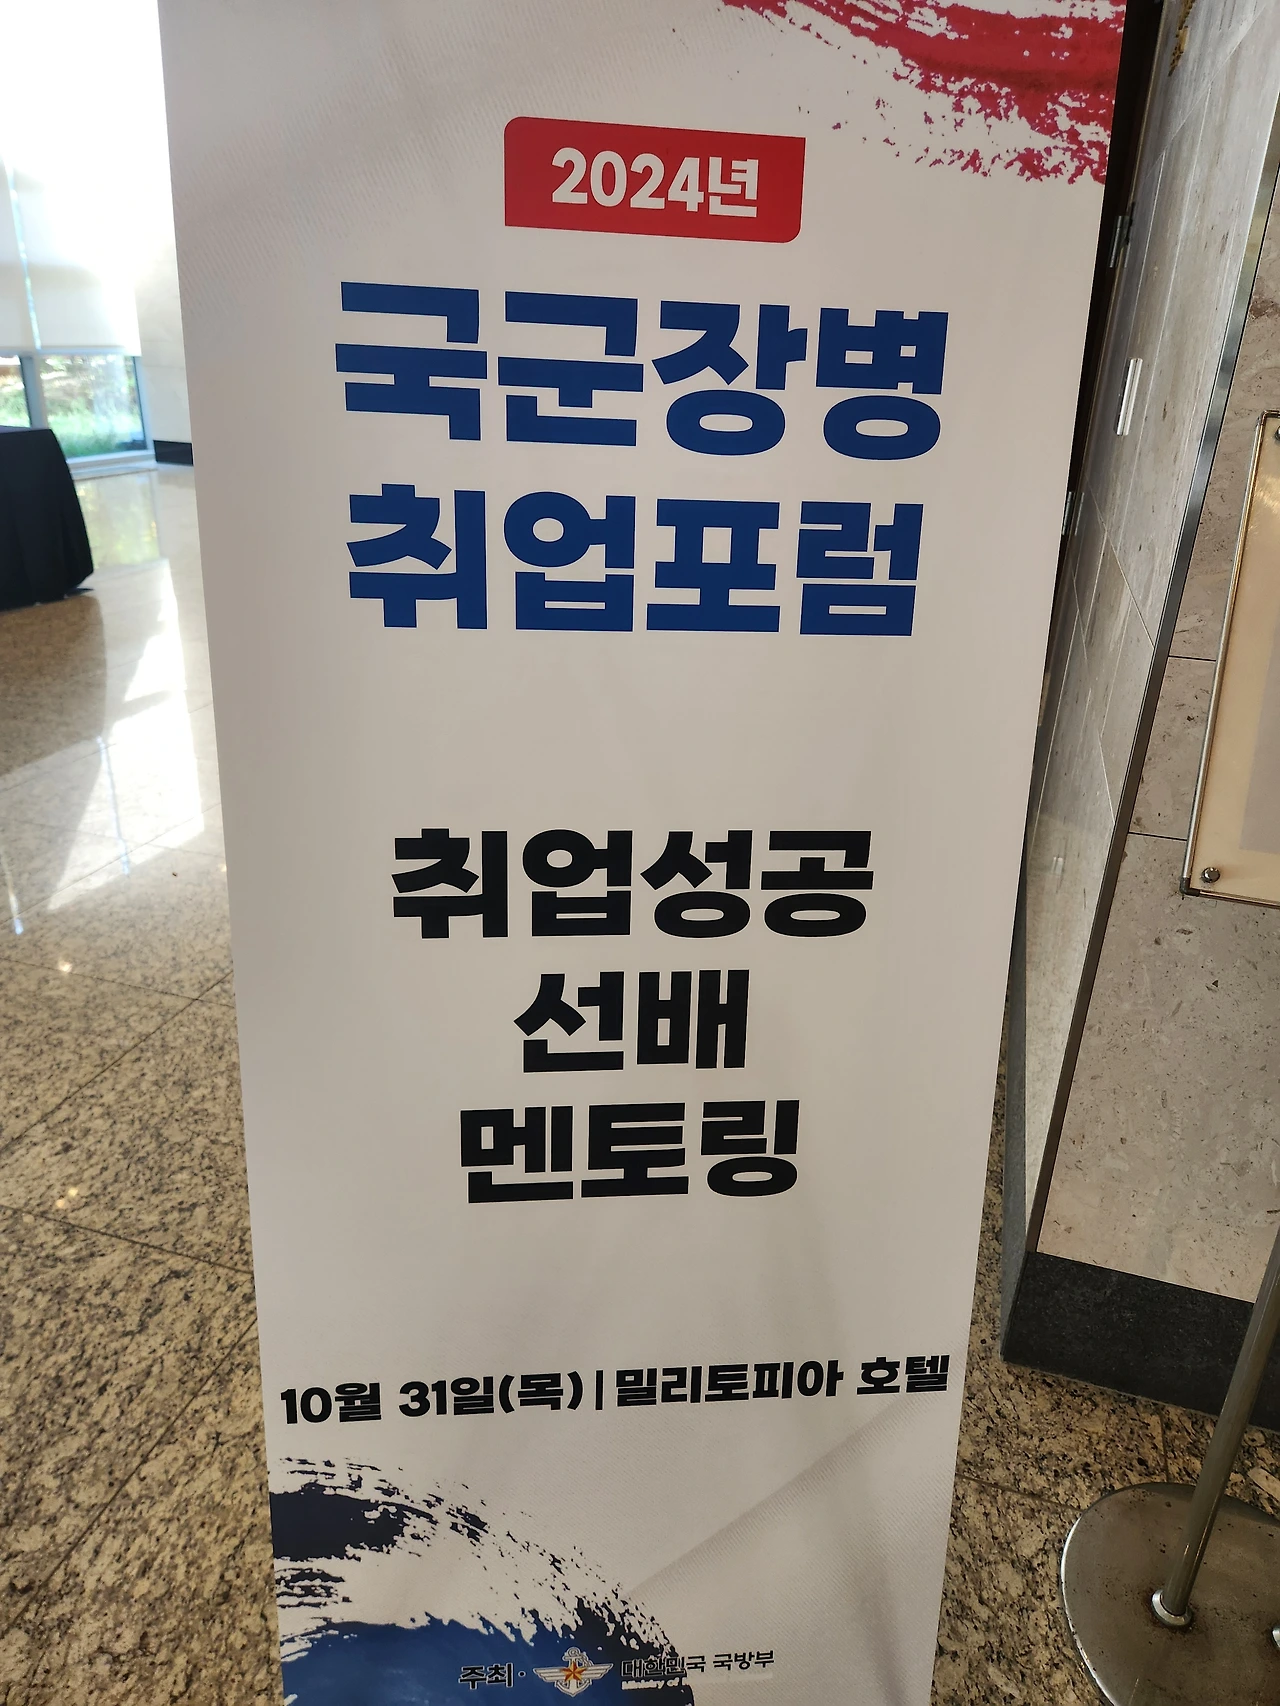 2024년
국군장병
취업포럼
취업성공
선배
멘토링
10월 31일(목) | 밀리토피아 호텔
주최· 대한민국 국방부
Ministry of